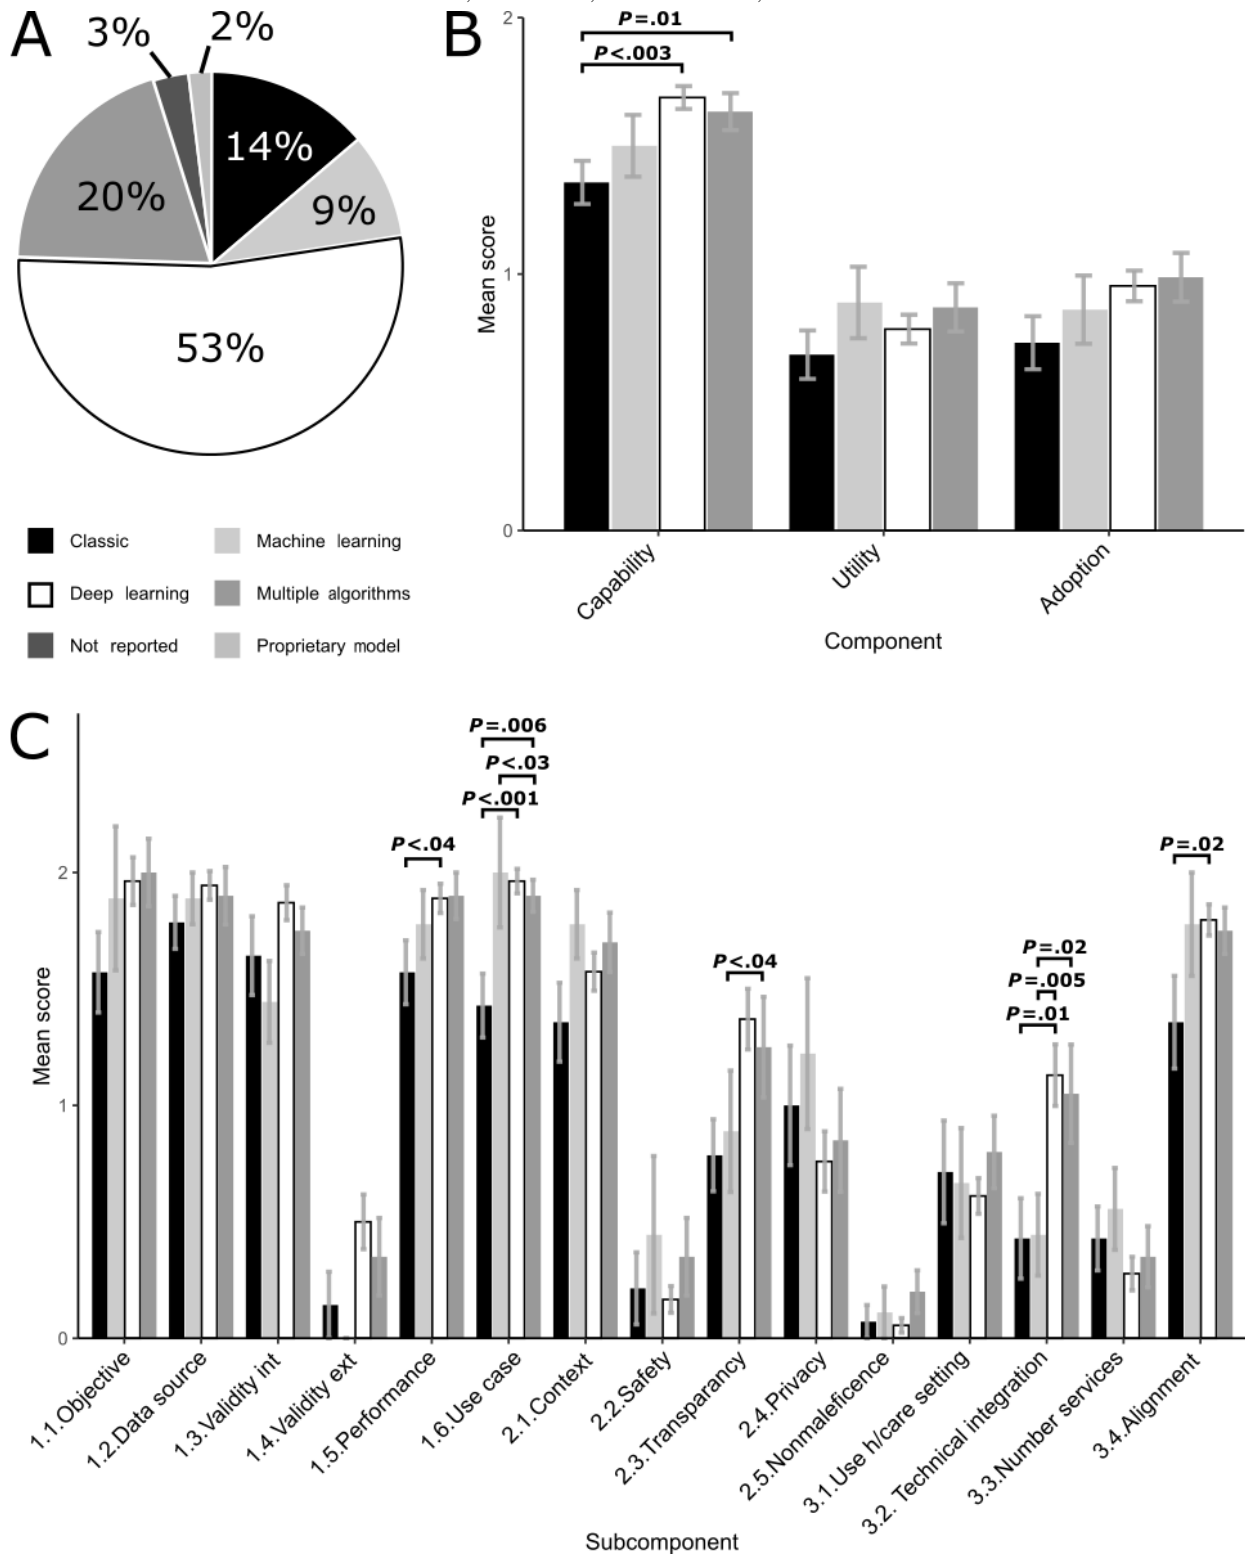 A
3%
2%
14%
9%
20%
53%
Classic
Machine learning
Deep learning
Multiple algorithms
Not reported
Proprietary model
B
P=.01
P<.003
2
1
0
Mean score
Capability
Utility
Adoption
Component
C
P=.006
P<.03
P<.001
P<.04
P<.04
P=.02
P=.005
P=.01
P=.02
2
1
0
Mean score
1.1.Objective
1.2.Data source
1.3.Validity int
1.4.Validity ext
1.5.Performance
1.6.Use case
2.1.Context
2.2.Safety
2.3.Transparancy
2.4.Privacy
2.5.Nonmaleficence
3.1.Use h/care setting
3.2. Technical integration
3.3.Number services
3.4.Alignment
Subcomponent